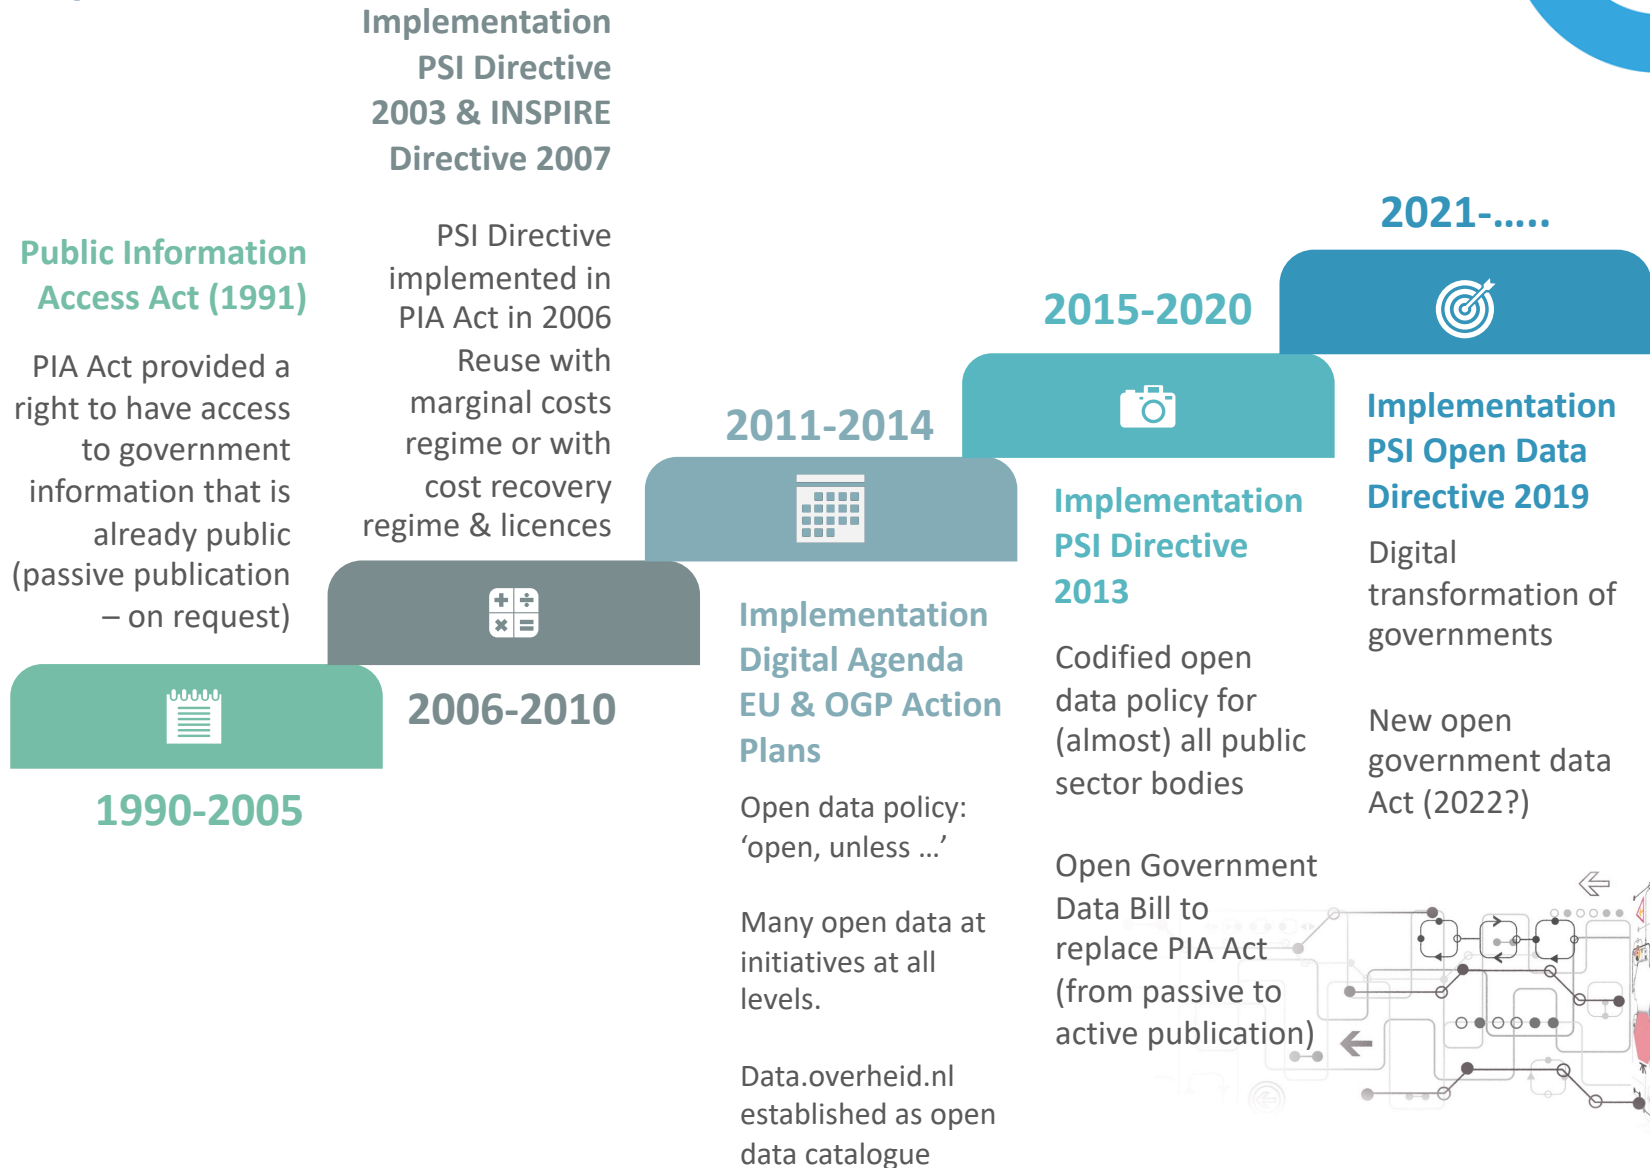 Public Information
Access Act (1991)
PIA Act provided a
right to have access
to government
information that is
already public
(passive publication
– on request)
1990-2005
Implementation
PSI Directive
2003 & INSPIRE
Directive 2007
PSI Directive
implemented in
PIA Act in 2006
Reuse with
marginal costs
regime or with
cost recovery
regime & licences
2006-2010
2011-2014
Implementation
Digital Agenda
EU & OGP Action
Plans
Open data policy:
‘open, unless …’
Many open data at
initiatives at all
levels.
Data.overheid.nl
established as open
data catalogue
2015-2020
Implementation
PSI Directive
2013
Codified open
data policy for
(almost) all public
sector bodies
Open Government
Data Bill to
replace PIA Act
(from passive to
active publication)
2021-…..
Implementation
PSI Open Data
Directive 2019
Digital
transformation of
governments
New open
government data
Act (2022?)